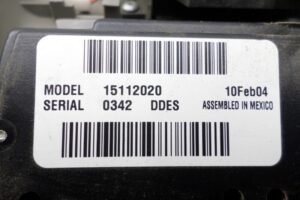 MODEL 15112020 10Feb04
SERIAL 0342 DDES ASSEMBLED IN MEXICO